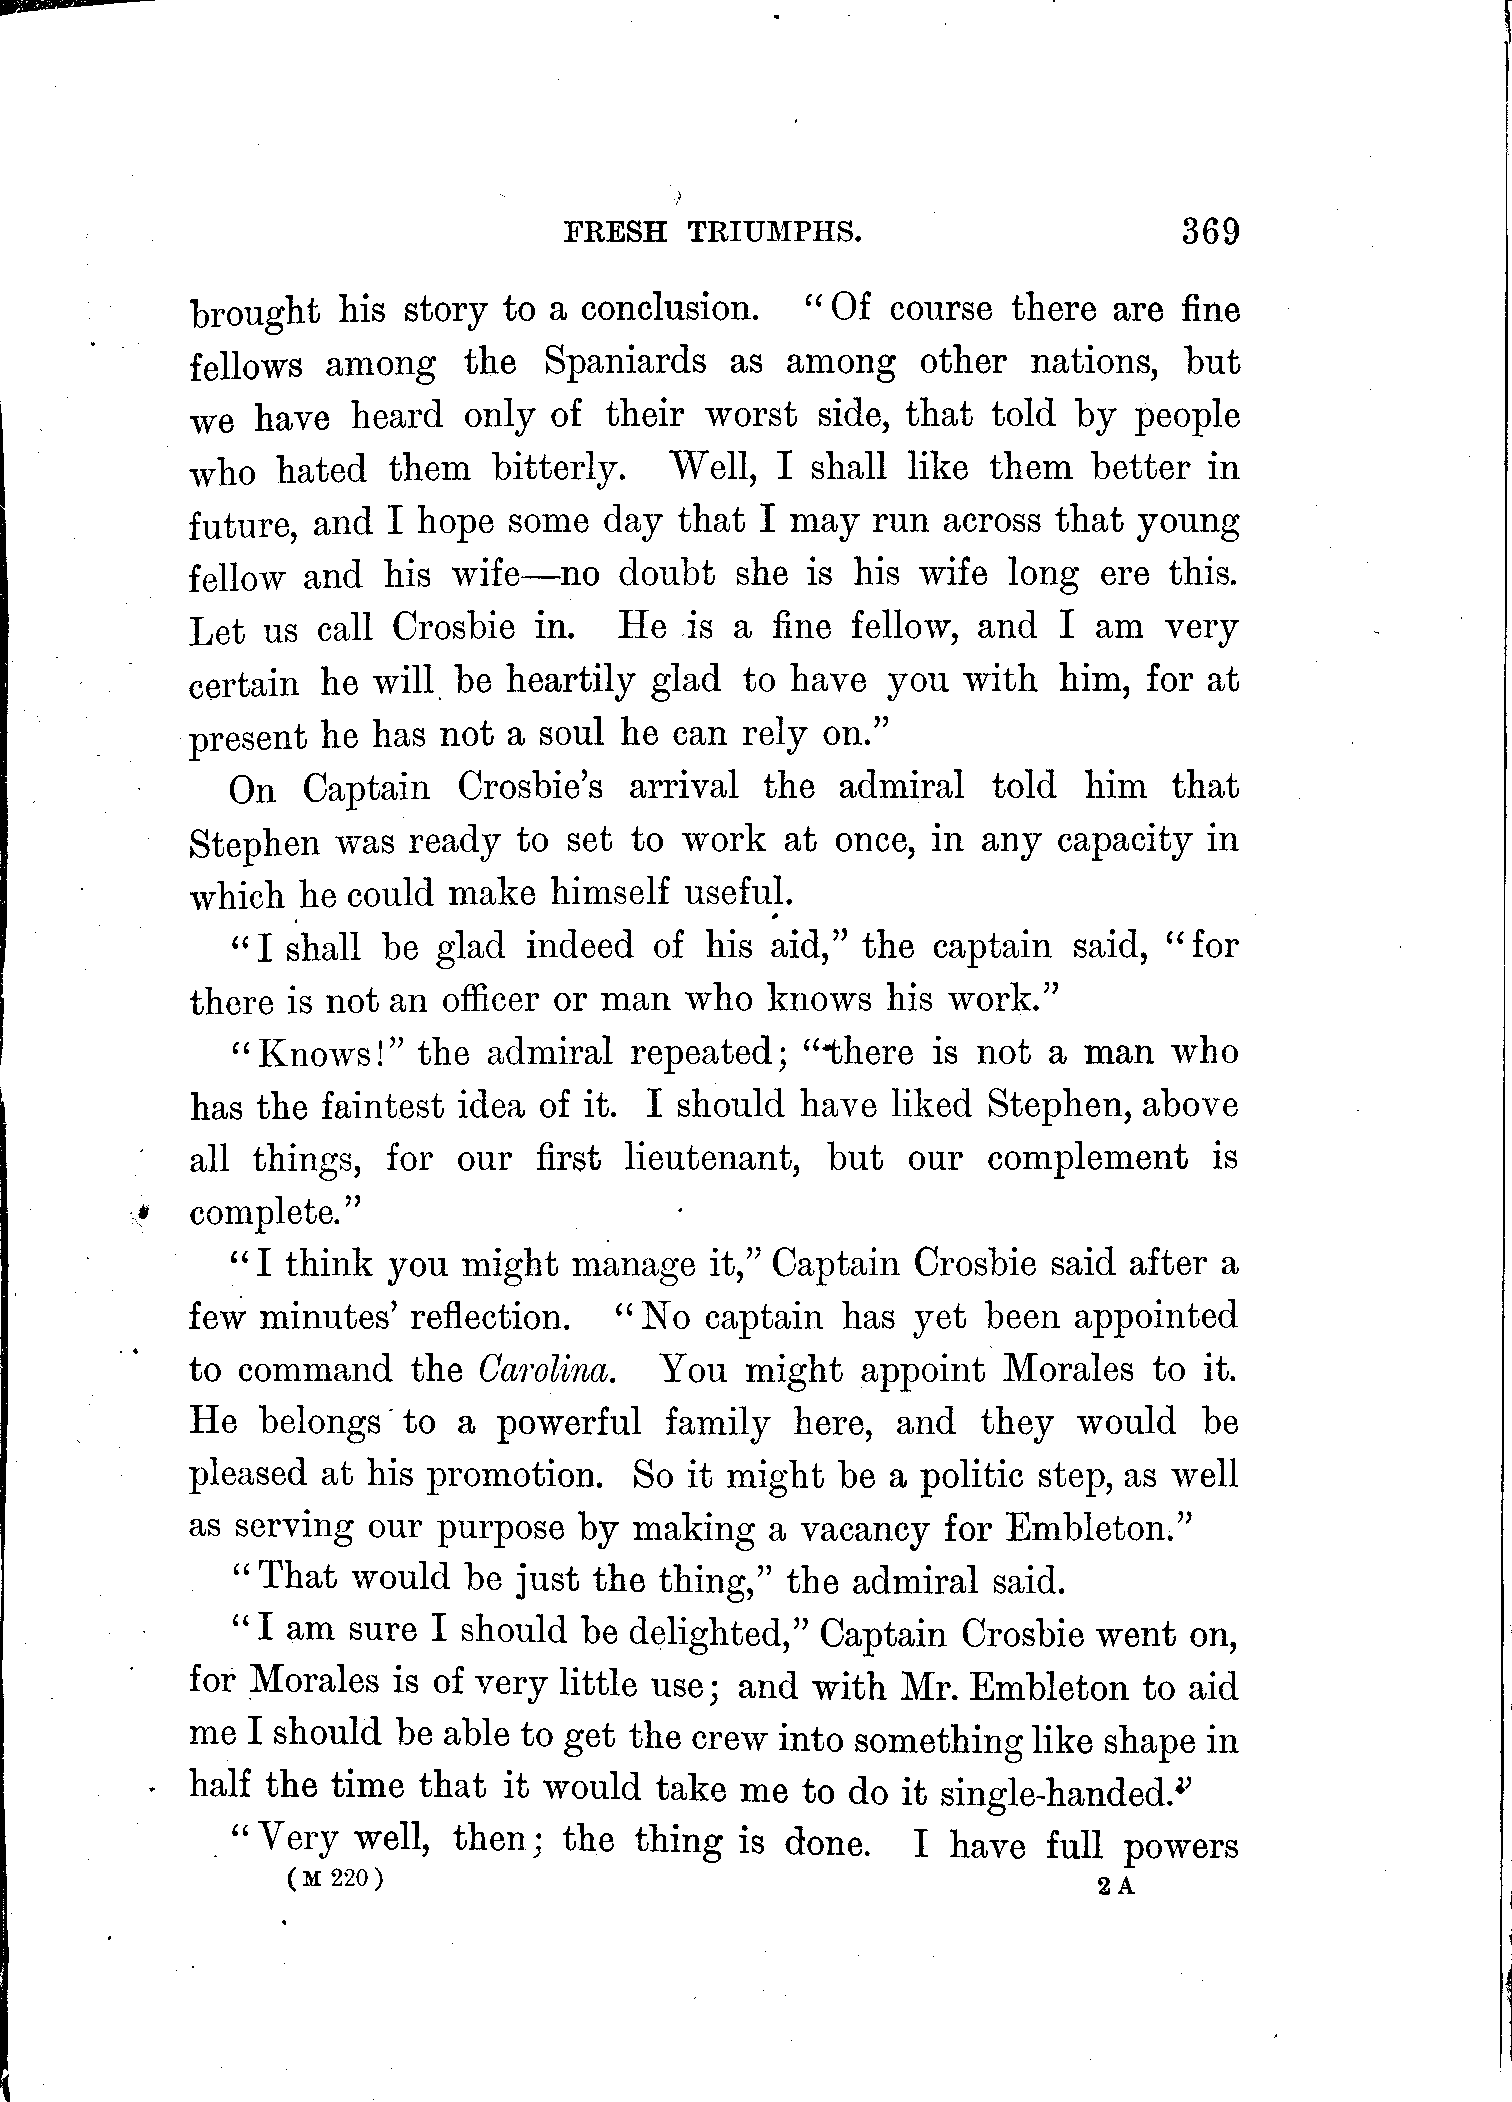 FRESH TRIUMPHS. 369
brought his story to a conclusion. "Of course there are fine
fellows among the Spaniards as among other nations, but
we have heard only of their worst side, that told by people
who hated them bitterly. Well, I shall like them better in
future, and I hope some day that I may run across that young
fellow and his wife—no doubt she is his wife long ere this.
Let us call Crosbie in. He is a fine fellow, and I am very
certain he will be heartily glad to have you with him, for at
present he has not a soul he can rely on."
On Captain Crosbie's arrival the admiral told him that
Stephen was ready to set to work at once, in any capacity in
which he could make himself useful.
"I shall be glad indeed of his aid," the captain said, "for
there is not an officer or man who knows his work."
"Knows!" the admiral repeated; "there is not a man who
has the faintest idea of it. I should have liked Stephen, above
all things, for our first lieutenant, but our complement is
complete."
"I think you might manage it," Captain Crosbie said after a
few minutes' reflection. "No captain has yet been appointed
to command the Carolina. You might appoint Morales to it.
He belongs to a powerful family here, and they would be
pleased at his promotion. So it might be a politic step, as well
as serving our purpose by making a vacancy for Embleton."
"That would be just the thing," the admiral said.
"I am sure I should be delighted," Captain Crosbie went on,
for Morales is of very little use; and with Mr. Embleton to aid
me I should be able to get the crew into something like shape in
half the time that it would take me to do it single-handed."
"Very well, then; the thing is done. I have full powers
(M 220) 2 A